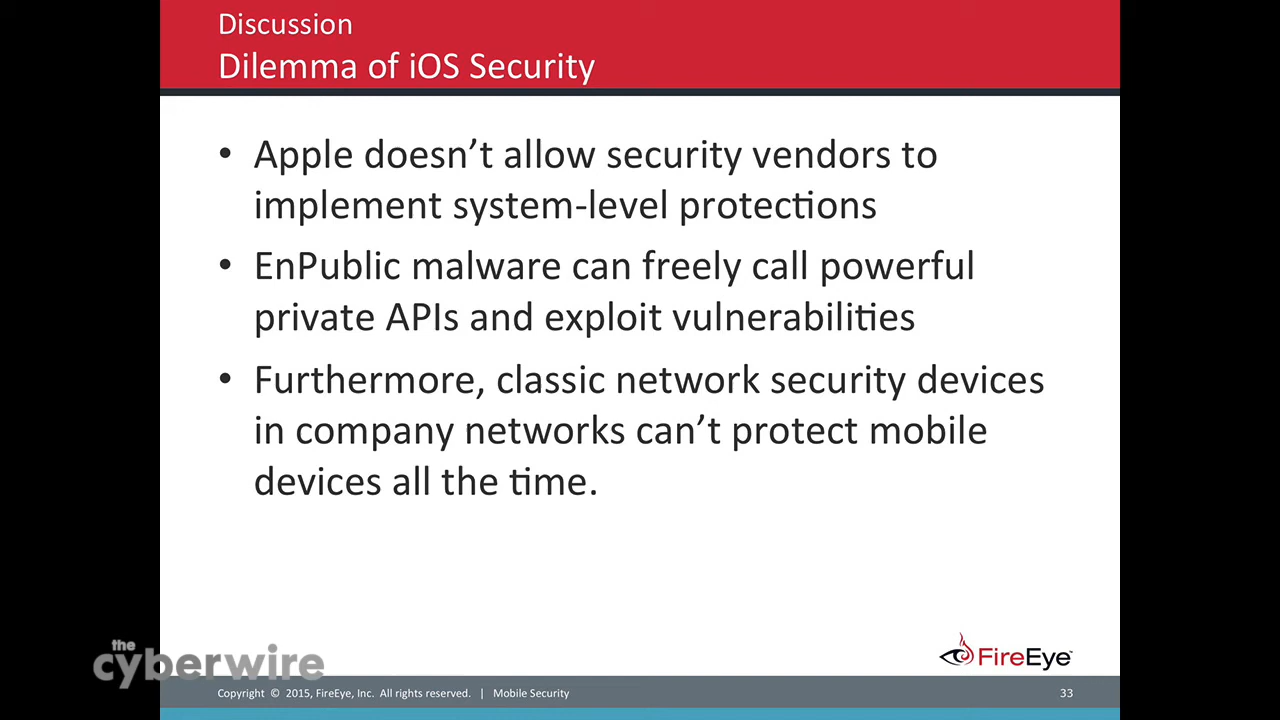 Discussion
Dilemma of iOS Security
• Apple doesn’t allow security vendors to
implement system-level protections
• EnPublic malware can freely call powerful
private APIs and exploit vulnerabilities
• Furthermore, classic network security devices
in company networks can’t protect mobile
devices all the time.
the
cyberwire
FireEye™
Copyright © 2015, FireEye, Inc. All rights reserved. | Mobile Security 33